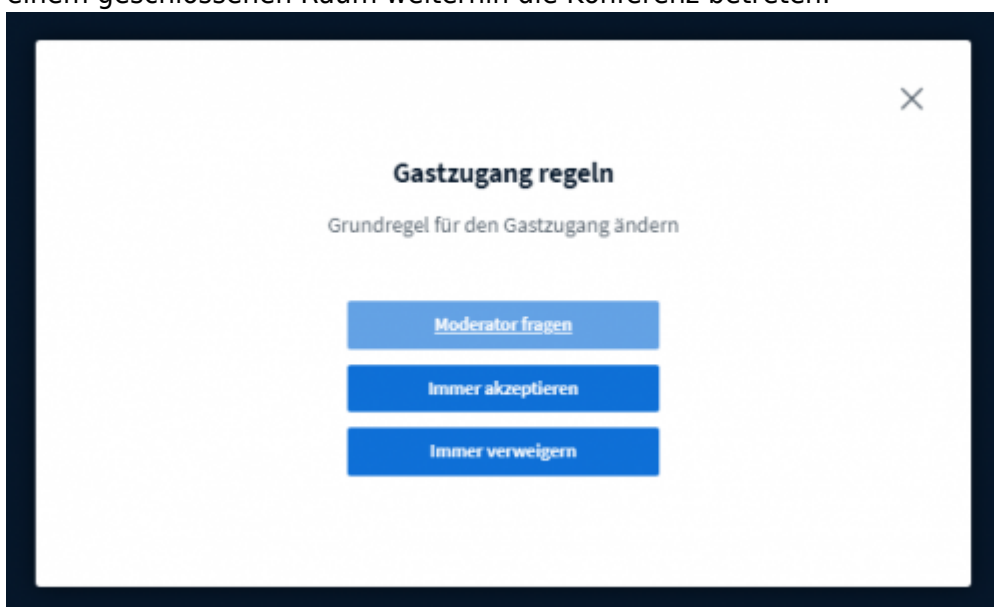 einem geschlossenen Raum weiterhin die Konferenz betreten.
Gastzugang regeln
Grundregel für den Gastzugang ändern
Moderator fragen
Immer akzeptieren
Immer verweigern